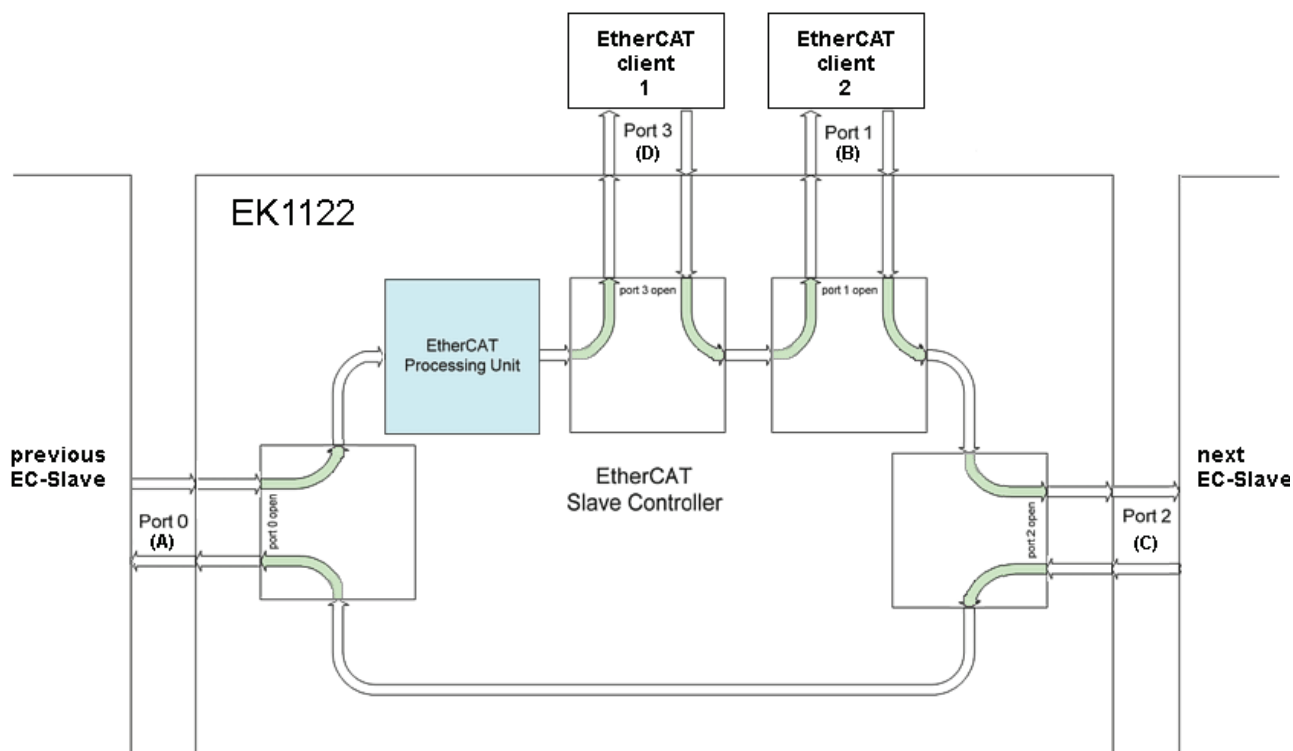 EtherCAT
client
1
EtherCAT
client
2
Port 3
(D)
Port 1
(B)
EK1122
port 3 open
port 1 open
EtherCAT
Processing Unit
previous
EC-Slave
EtherCAT
Slave Controller
next
EC-Slave
port 0 open
Port 0
(A)
port 2 open
Port 2
(C)